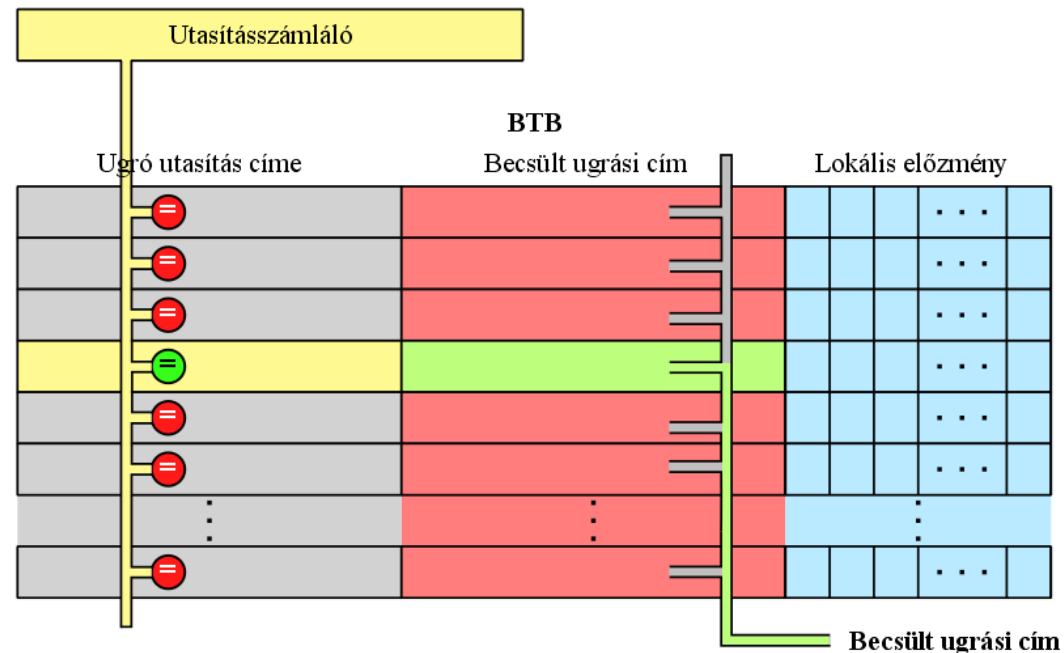 Utasításszámláló
BTB
Ugró utasítás címe
Becsült ugrási cím
Lokális előzmény
=
. . .
=
. . .
=
. . .
=
. . .
=
. . .
=
. . .
=
. . .
Becsült ugrási cím